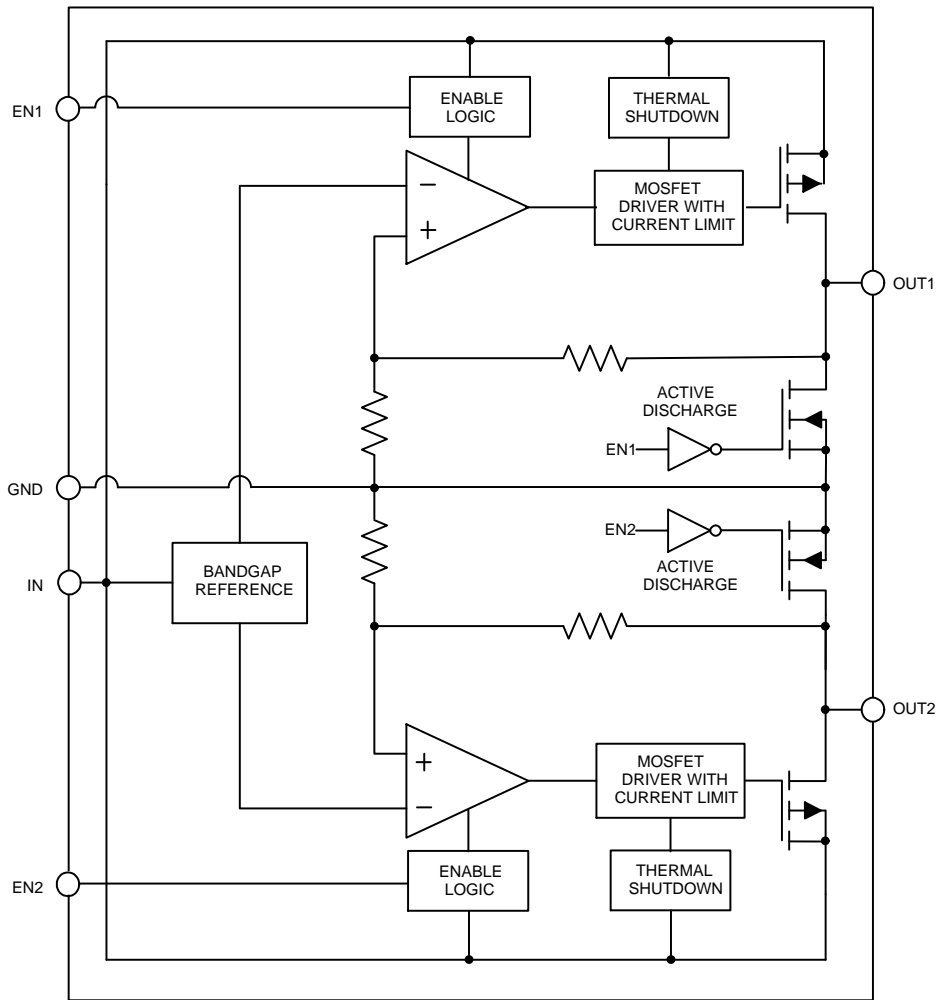 EN1
ENABLE
LOGIC
THERMAL
SHUTDOWN
−
+
MOSFET
DRIVER WITH
CURRENT LIMIT
OUT1
ACTIVE
DISCHARGE
EN1
GND
EN2
ACTIVE
DISCHARGE
IN
BANDGAP
REFERENCE
OUT2
+
−
MOSFET
DRIVER WITH
CURRENT LIMIT
EN2
ENABLE
LOGIC
THERMAL
SHUTDOWN